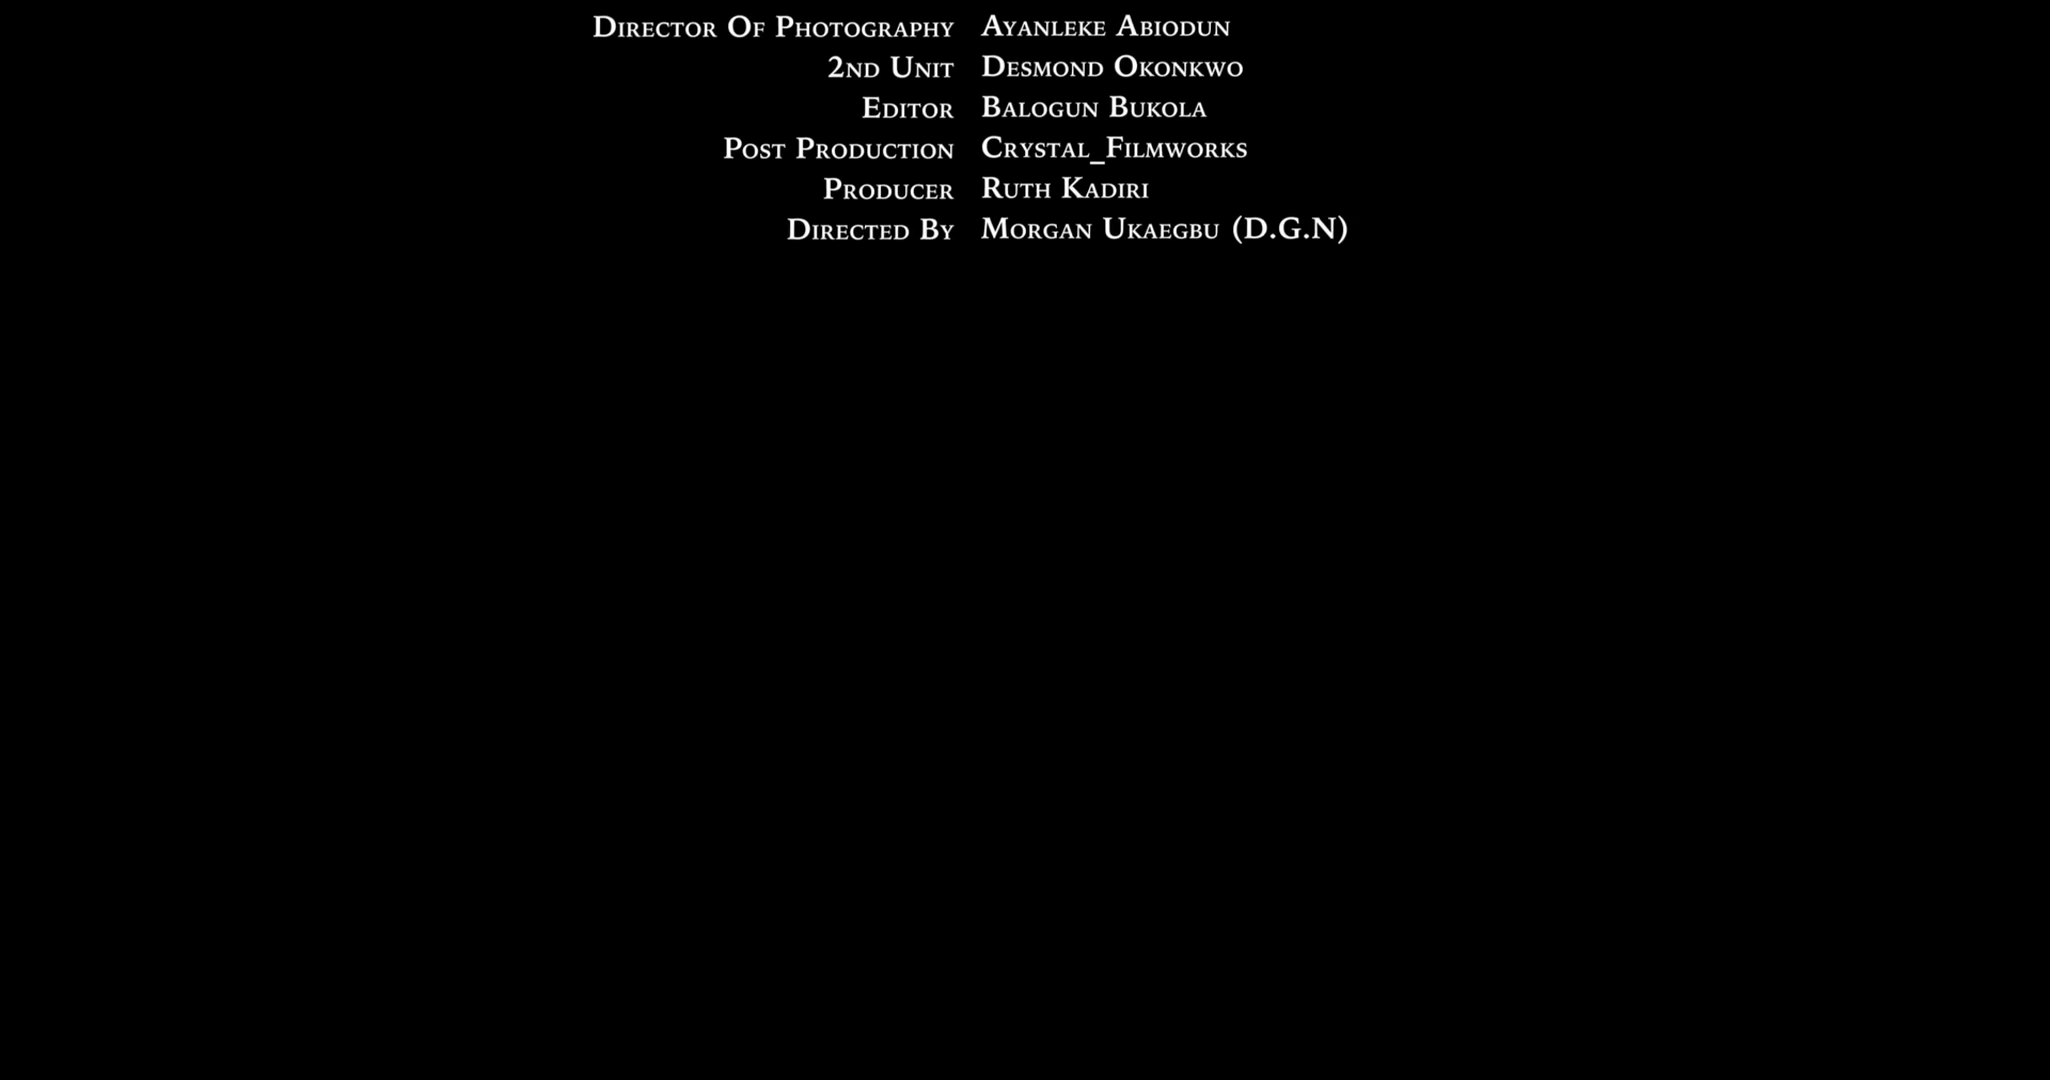 Director Of Photography Ayanleke Abiodun
2nd Unit Desmond Okonkwo
Editor Balogun Bukola
Post Production Crystal_Filmworks
Producer Ruth Kadiri
Directed By Morgan Ukaegbu (D.G.N)